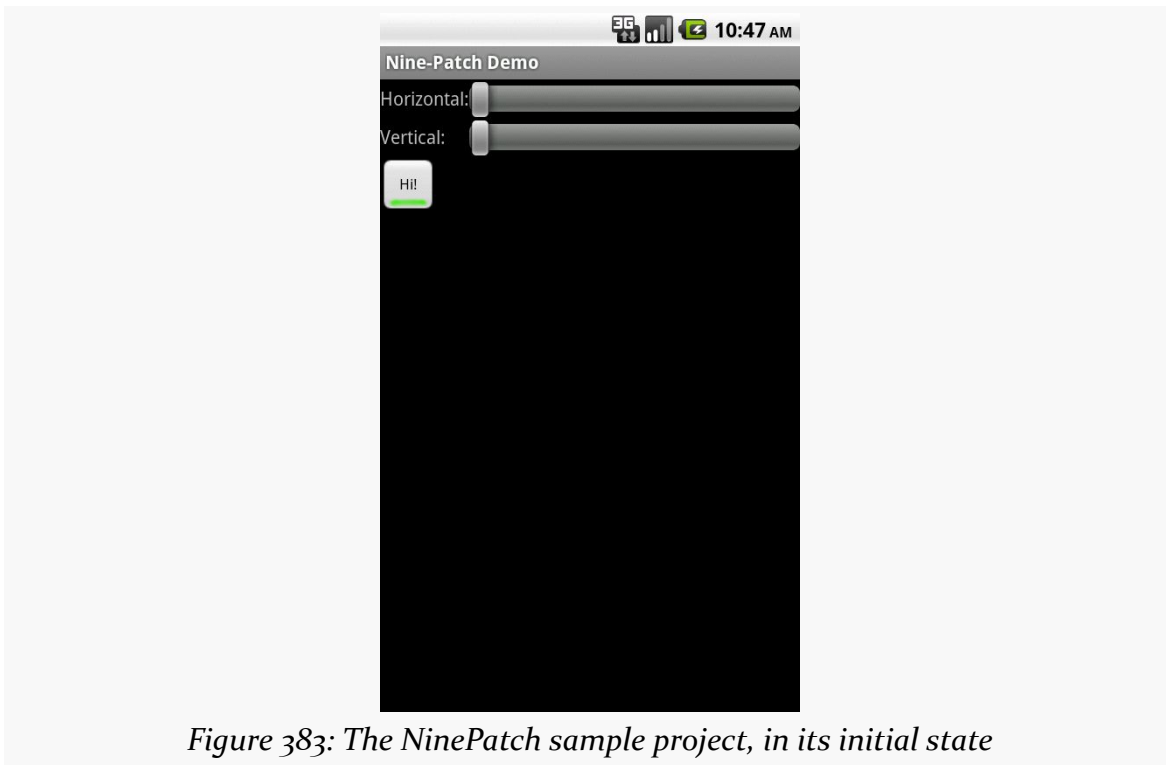 3G 10:47 AM
Nine-Patch Demo
Horizontal:
Vertical:
Hi!
Figure 383: The NinePatch sample project, in its initial state